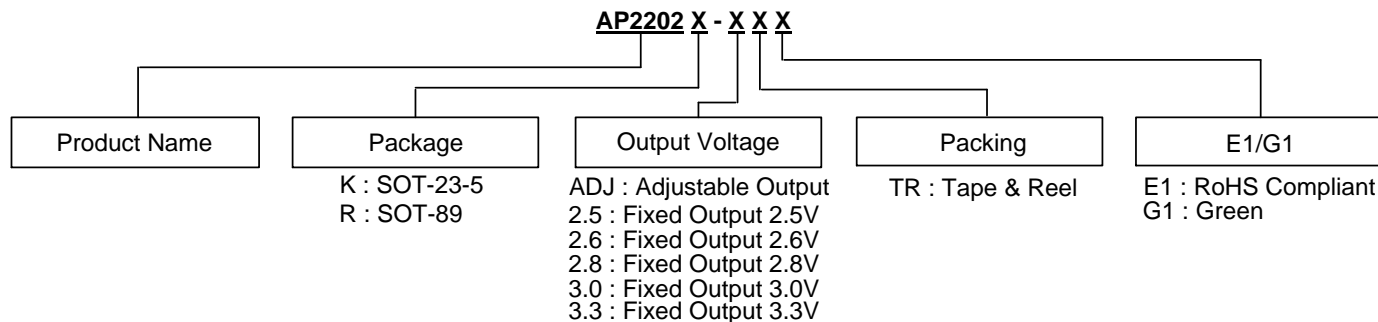 AP2202 X - X X X
Product Name
Package
Output Voltage
Packing
E1/G1
K : SOT-23-5
R : SOT-89
ADJ : Adjustable Output
2.5 : Fixed Output 2.5V
2.6 : Fixed Output 2.6V
2.8 : Fixed Output 2.8V
3.0 : Fixed Output 3.0V
3.3 : Fixed Output 3.3V
TR : Tape & Reel
E1 : RoHS Compliant
G1 : Green